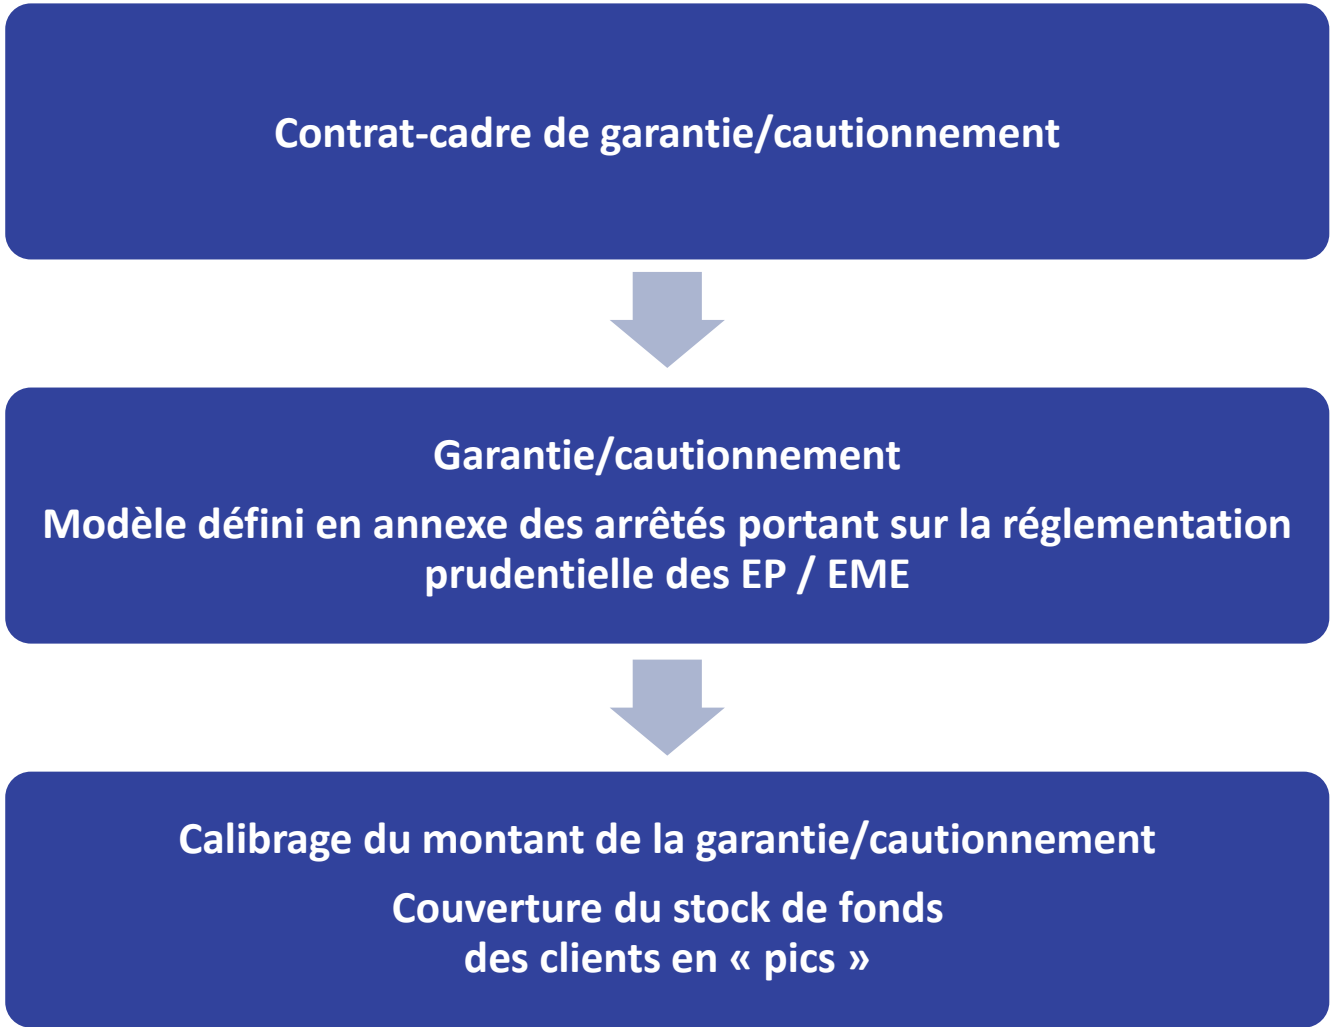 Contrat-cadre de garantie/cautionnement
Garantie/cautionnement
Modèle défini en annexe des arrêtés portant sur la réglementation
prudentielle des EP / EME
Calibrage du montant de la garantie/cautionnement
Couverture du stock de fonds
des clients en « pics »